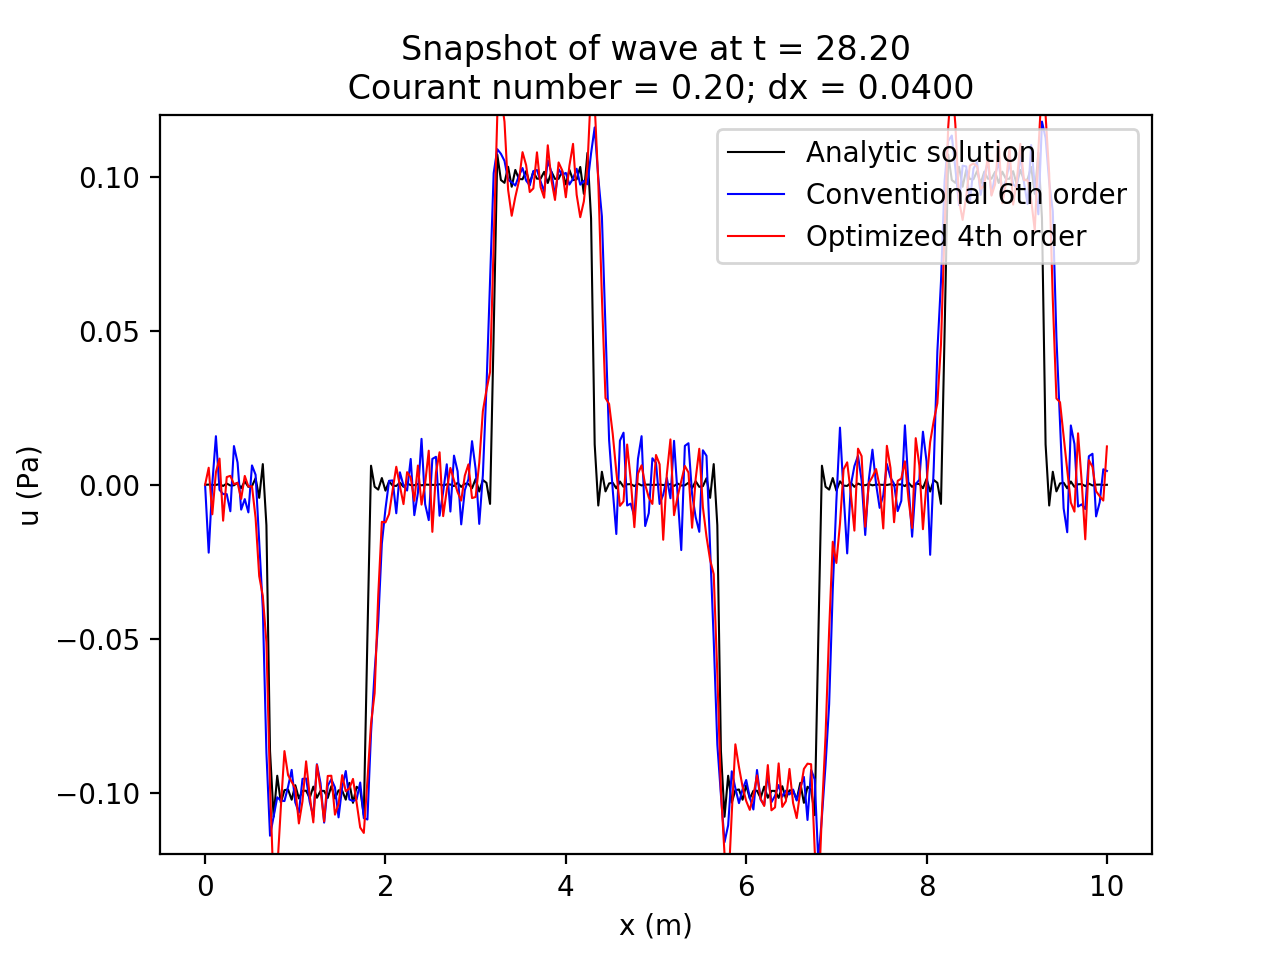 Snapshot of wave at t = 28.20
Courant number = 0.20; dx = 0.0400
Analytic solution
Conventional 6th order
Optimized 4th order
0.10
0.05
0.00
−0.05
−0.10
u (Pa)
0 2 4 6 8 10
x (m)